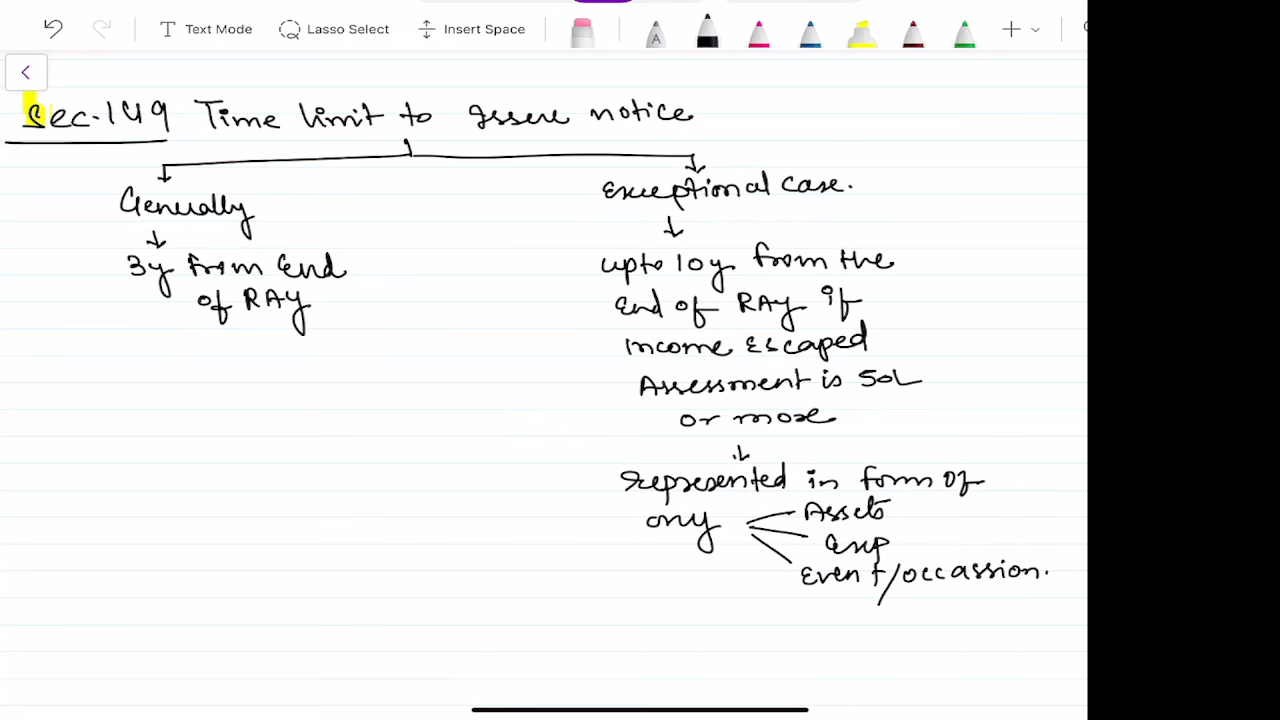 Text Mode
Lasso Select
Insert Space
Sec.149 Time limit to issue notice
Generally
3y from End
of RAY
Exceptional case.
upto 10y from the
End of RAY if
income Escaped
Assessment is 50L
or more
represented in form of
any
Assets
Exp
Event/occassion.